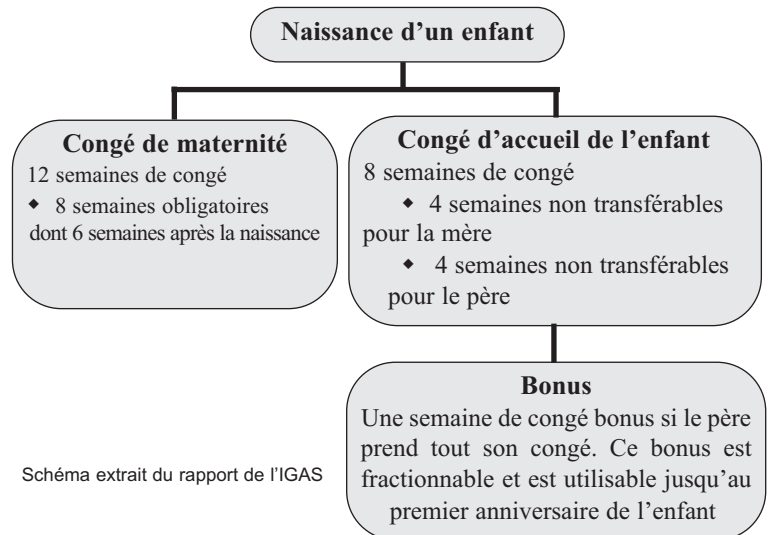 Naissance d'un enfant
Congé de maternité
12 semaines de congé
◆ 8 semaines obligatoires
dont 6 semaines après la naissance
Congé d'accueil de l'enfant
8 semaines de congé
◆ 4 semaines non transférables
pour la mère
◆ 4 semaines non transférables
pour le père
Bonus
Une semaine de congé bonus si le père
prend tout son congé. Ce bonus est
fractionnable et est utilisable jusqu'au
premier anniversaire de l'enfant
Schéma extrait du rapport de l'IGAS